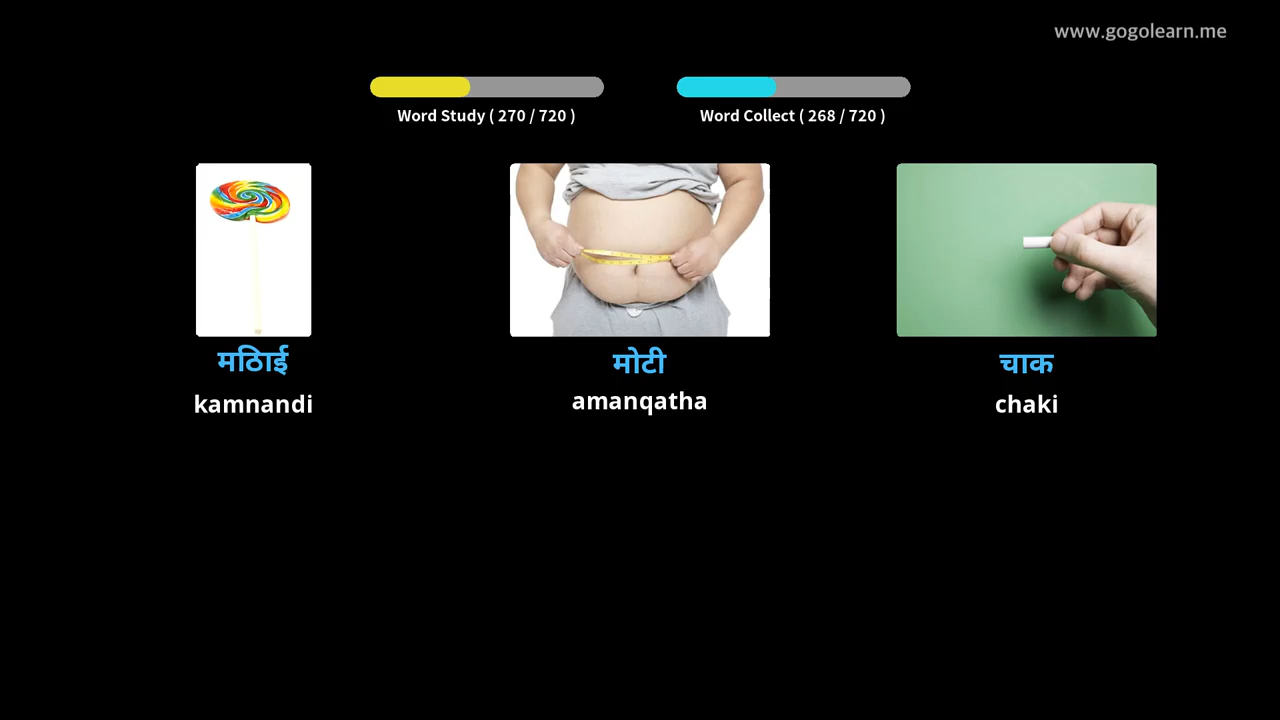 www.gogolearn.me
Word Study ( 270 / 720 )
Word Collect ( 268 / 720 )
मिठाई
मोटी
चाक
kamnandi
amanqatha
chaki